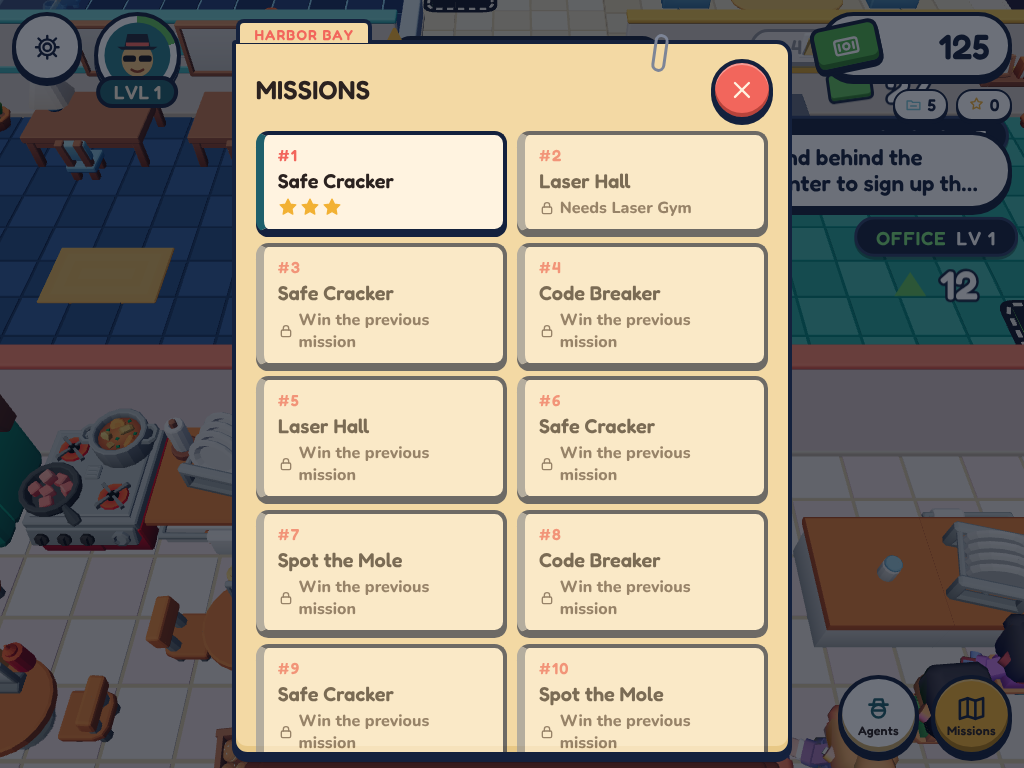 HARBOR BAY
LVL 1
125
5
0
nd behind the
nter to sign up th...
OFFICE LV 1
12
MISSIONS
#1
Safe Cracker
#2
Laser Hall
Needs Laser Gym
#3
Safe Cracker
Win the previous
mission
#4
Code Breaker
Win the previous
mission
#5
Laser Hall
Win the previous
mission
#6
Safe Cracker
Win the previous
mission
#7
Spot the Mole
Win the previous
mission
#8
Code Breaker
Win the previous
mission
#9
Safe Cracker
Win the previous
mission
#10
Spot the Mole
Win the previous
mission
Agents
Missions